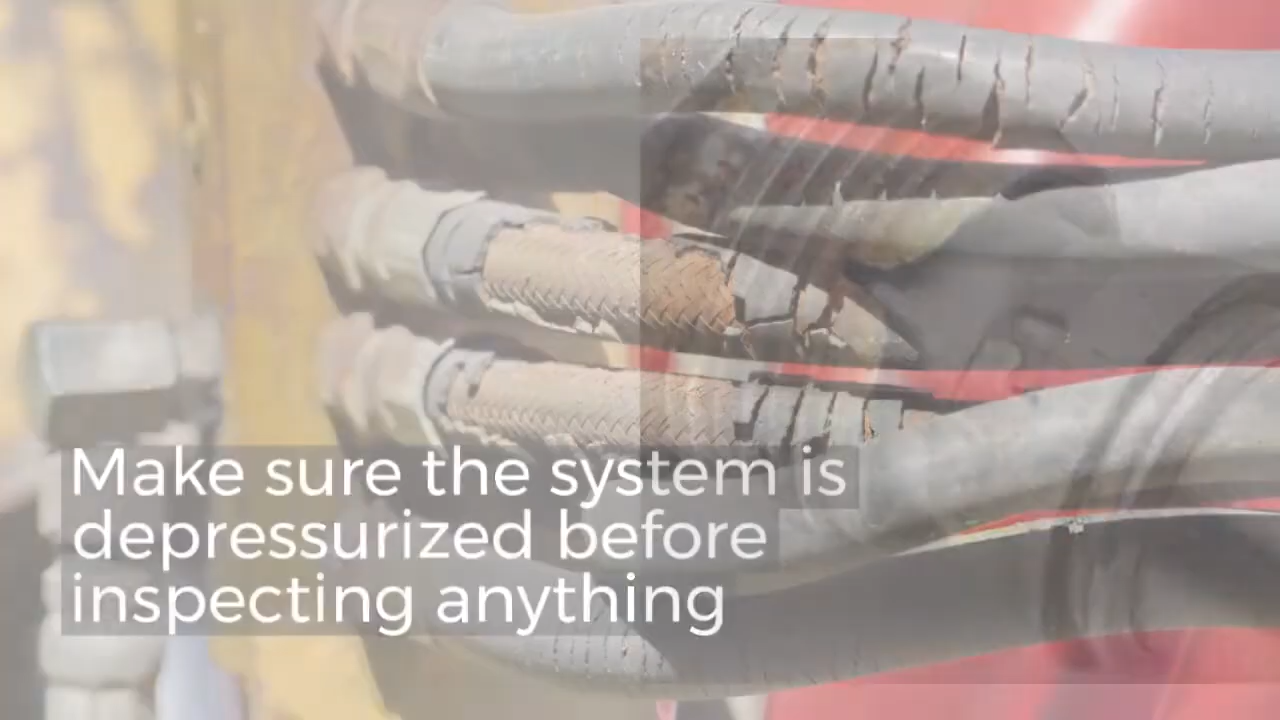 Make sure the system is
depressurized before
inspecting anything